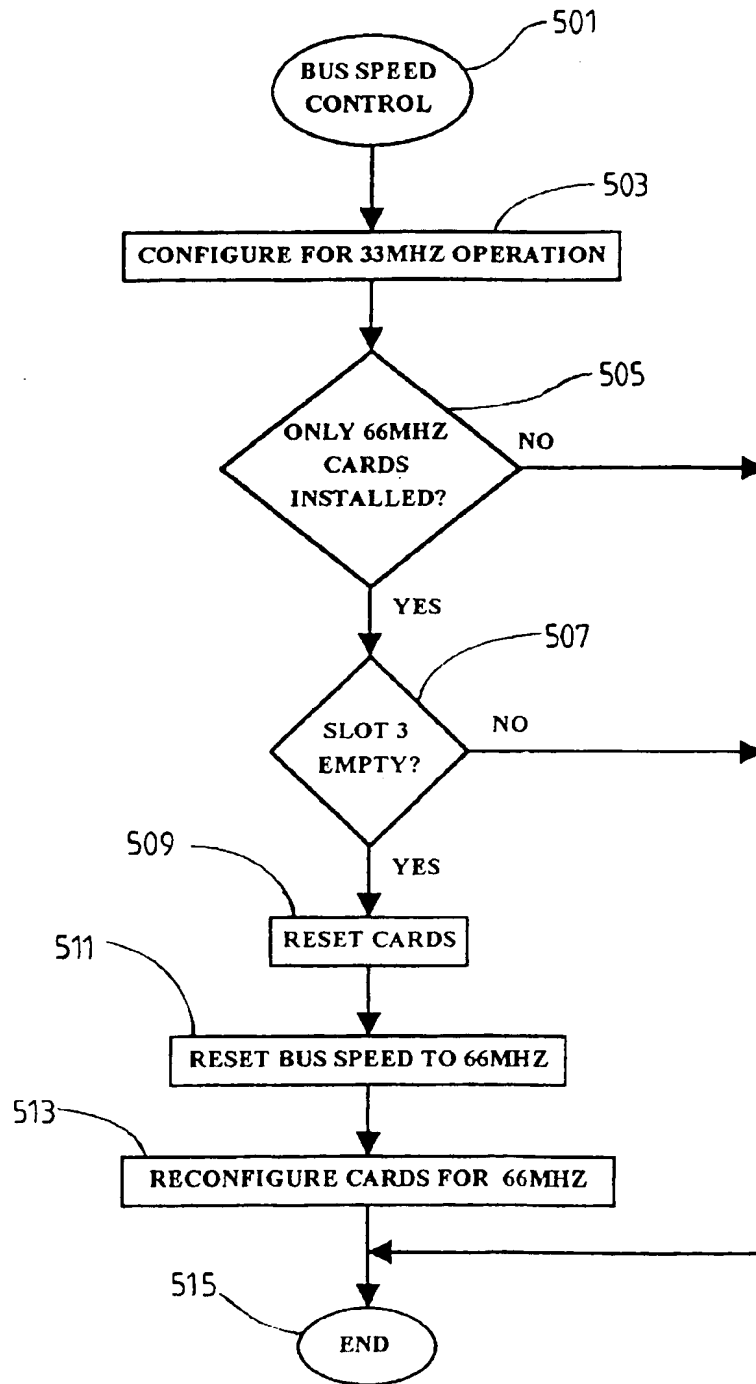 501
BUS SPEED
CONTROL
503
CONFIGURE FOR 33MHZ OPERATION
505
ONLY 66MHZ
CARDS
INSTALLED?
NO
YES
507
SLOT 3
EMPTY?
NO
YES
509
RESET CARDS
511
RESET BUS SPEED TO 66MHZ
513
RECONFIGURE CARDS FOR 66MHZ
515
END